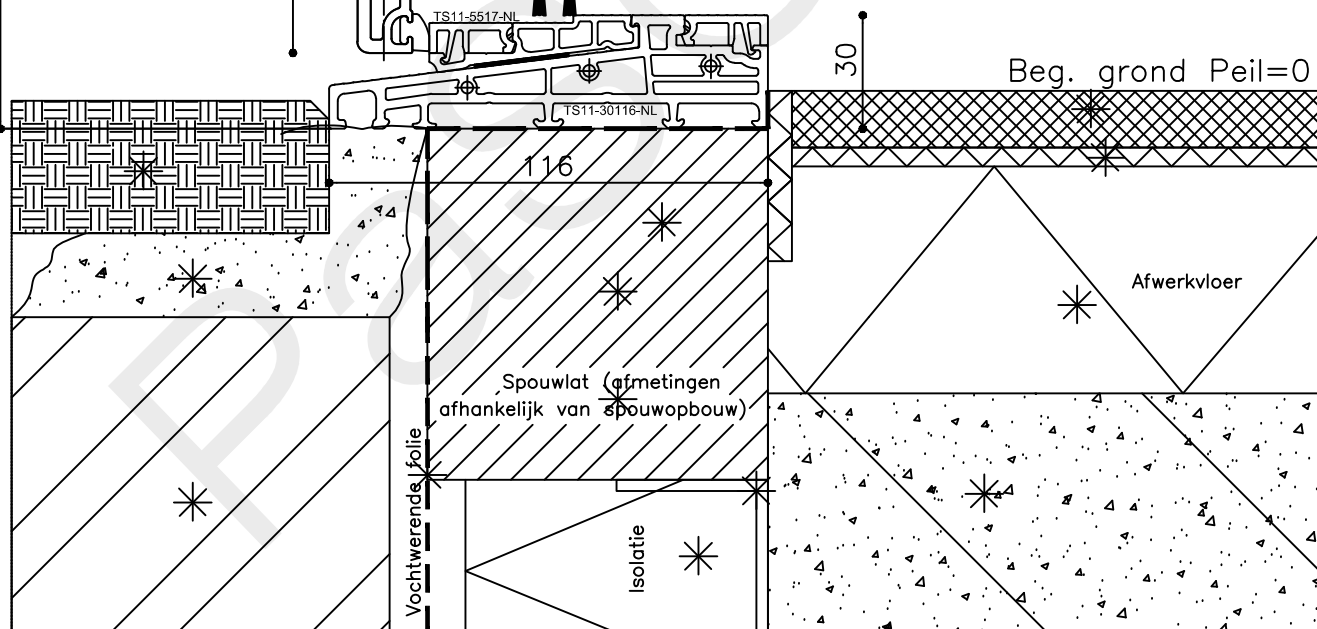 TS11-5517-NL
30
Beg. grond Peil=0
TS11-30116-NL
116
Afwerkvloer
Spouwlat (afmetingen
afhankelijk van spouwopbouw)
Vochtwerende folie
Isolatie